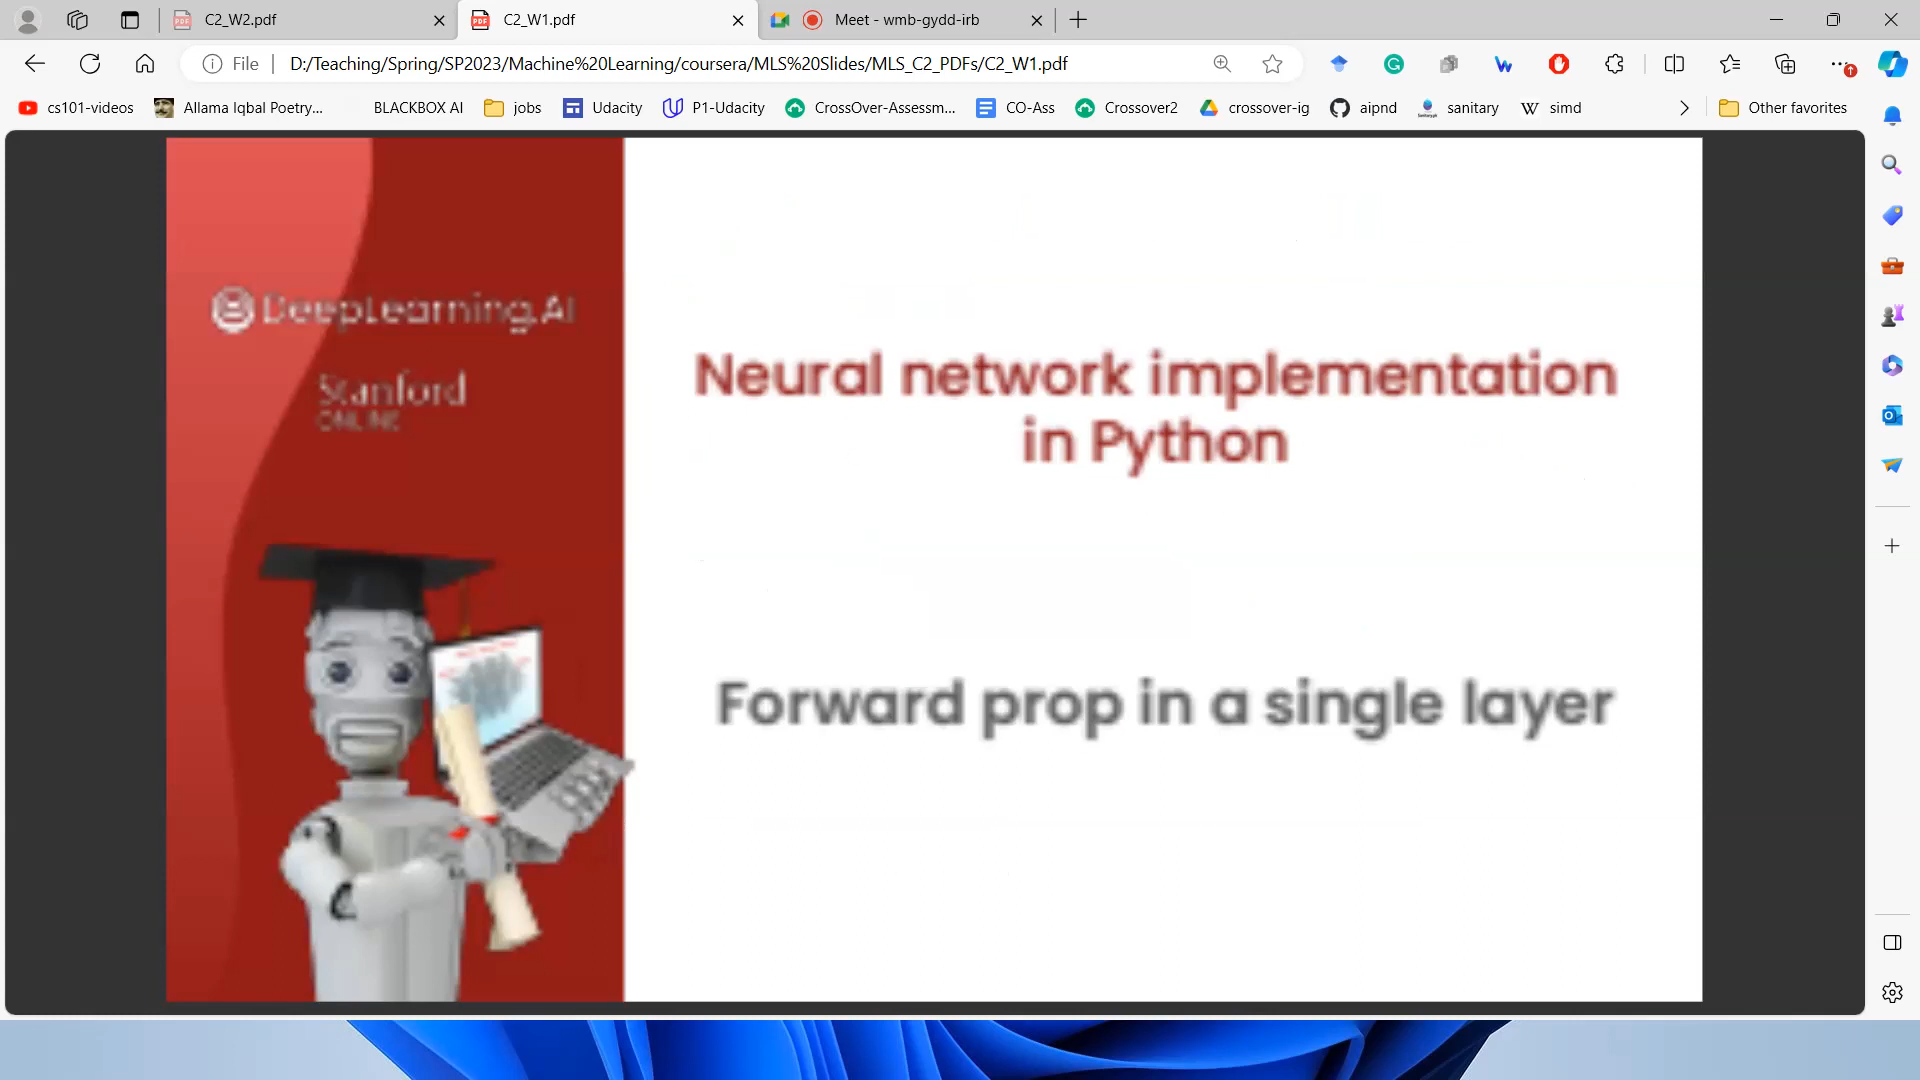 C2_W2.pdf
C2_W1.pdf
Meet - wmb-gydd-irb
File
D:/Teaching/Spring/SP2023/Machine%20Learning/coursera/MLS%20Slides/MLS_C2_PDFs/C2_W1.pdf
cs101-videos
Allama Iqbal Poetry...
BLACKBOX AI
jobs
Udacity
P1-Udacity
CrossOver-Assessm...
CO-Ass
Crossover2
crossover-ig
aipnd
sanitary
simd
Other favorites
DeepLearning.AI
Stanford
ONLINE
Neural network implementation
in Python
Forward prop in a single layer